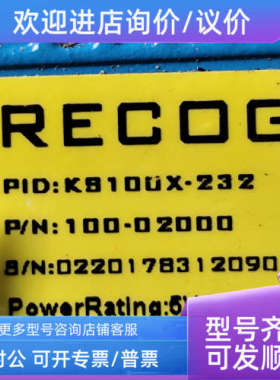 欢迎进店询价/议价
RECOG
PID:K8100X-232
P/N:100-02000
S/N:0220178312090
PowerRating:5
更多型号咨询店铺客服
对公 可开专票/普票
型号齐
可发顺